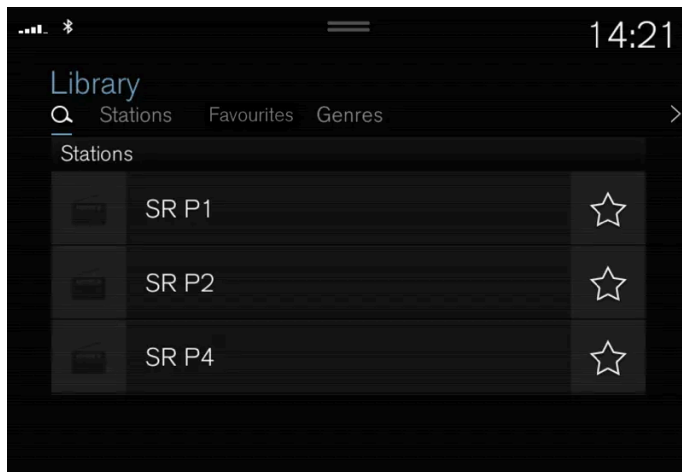 14:21
Library
Stations Favourites Genres
Stations
SR P1
SR P2
SR P4